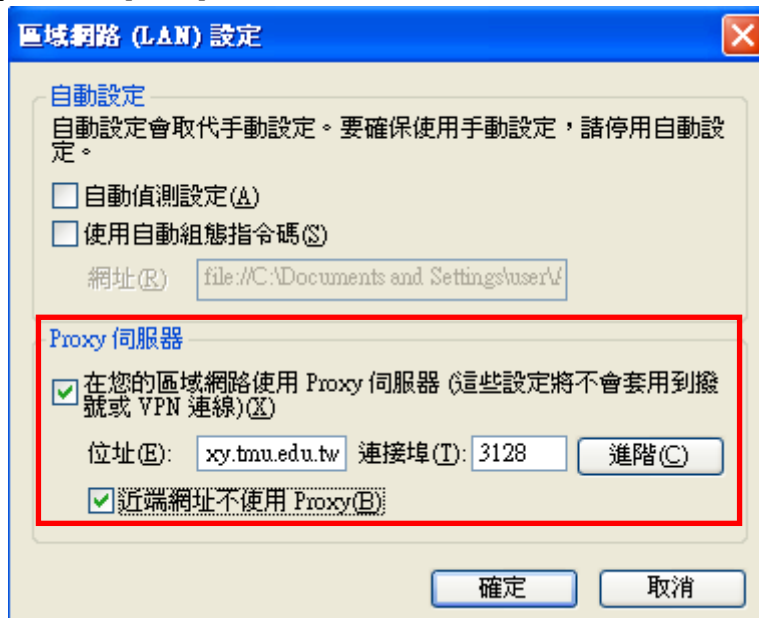 區域網路 (LAN) 設定
自動設定
自動設定會取代手動設定。要確保使用手動設定，請停用自動設
定。
自動偵測設定(A)
使用自動組態指令碼(S)
網址(R) file://C:\Documents and Settings\user\
Proxy 伺服器
在您的區域網路使用 Proxy 伺服器 (這些設定將不會套用到撥
號或 VPN 連線)(X)
位址(E): xy.tmu.edu.tw 連接埠(T): 3128 進階(C)
近端網址不使用 Proxy(B)
確定 取消